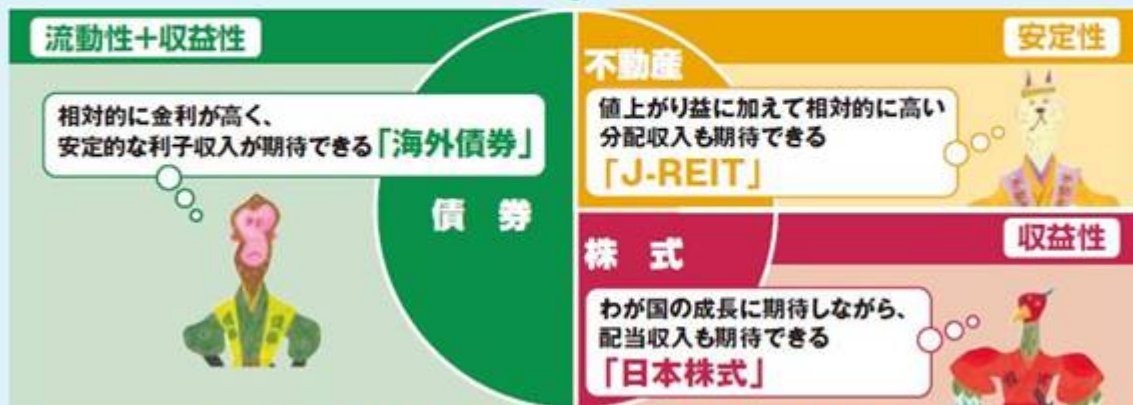 流動性+収益性
相対的に金利が高く、
安定的な利子収入が期待できる「海外債券」
債 券
不動産
安定性
値上がり益に加えて相対的に高い
分配収入も期待できる
「J-REIT」
株 式
収益性
わが国の成長に期待しながら、
配当収入も期待できる
「日本株式」